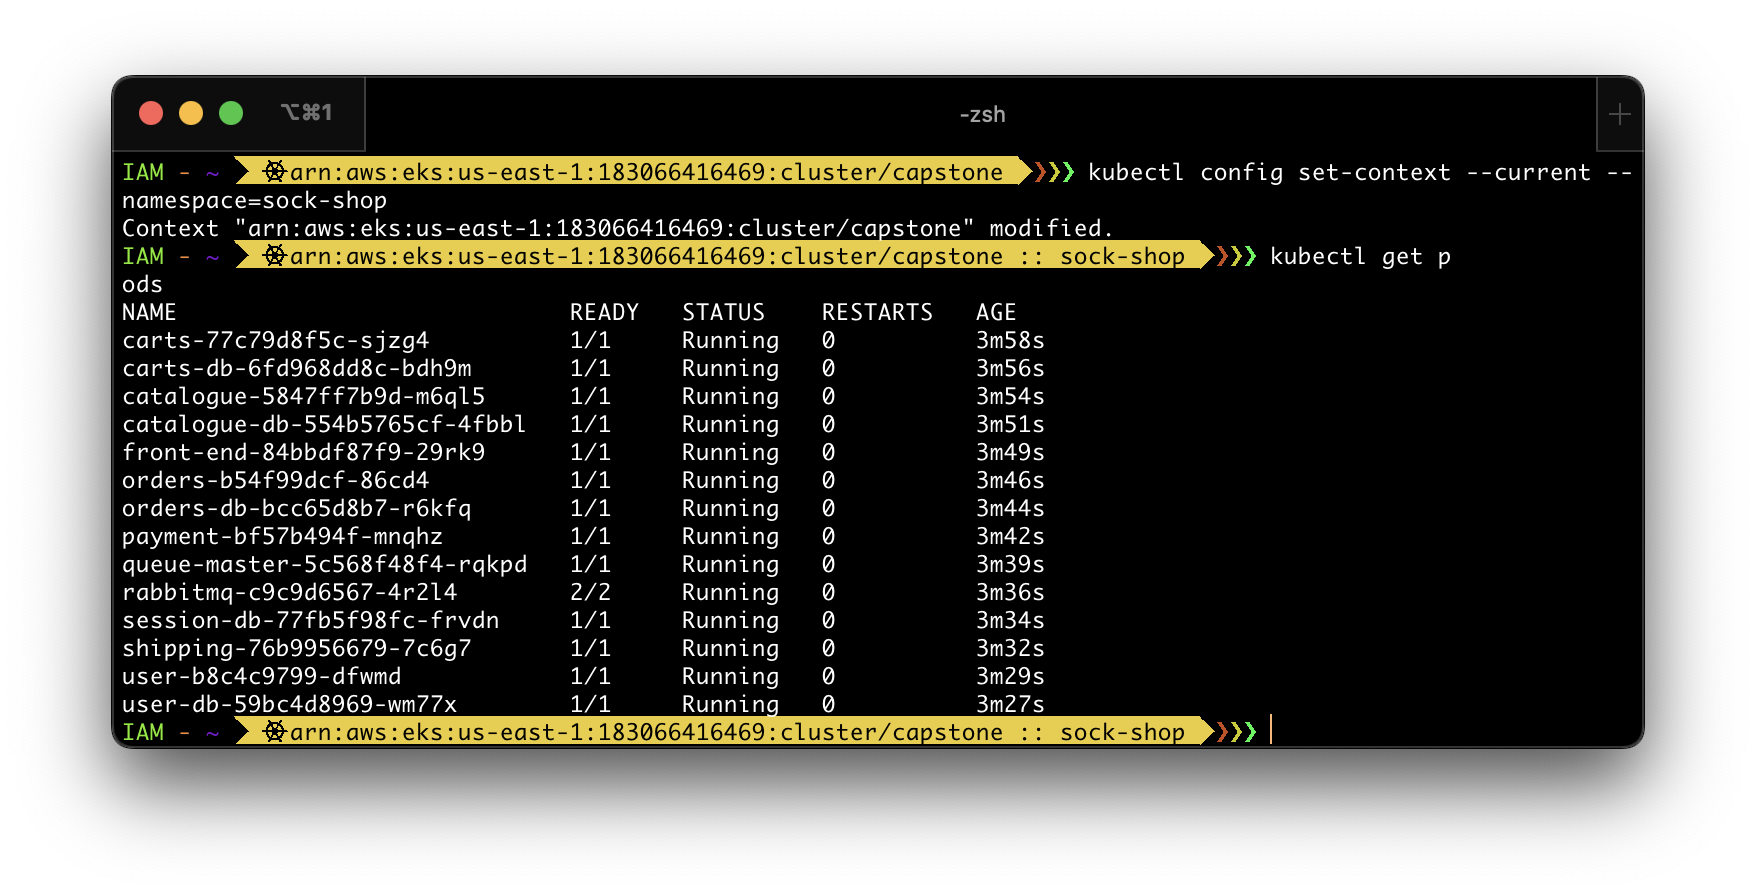 ⌥⌘1
-zsh
+
IAM - ~ ⎈arn:aws:eks:us-east-1:183066416469:cluster/capstone ❯❯❯ kubectl config set-context --current --
namespace=sock-shop
Context "arn:aws:eks:us-east-1:183066416469:cluster/capstone" modified.
IAM - ~ ⎈arn:aws:eks:us-east-1:183066416469:cluster/capstone :: sock-shop ❯❯❯ kubectl get p
ods
NAME READY STATUS RESTARTS AGE
carts-77c79d8f5c-sjzg4 1/1 Running 0 3m58s
carts-db-6fd968dd8c-bdh9m 1/1 Running 0 3m56s
catalogue-5847ff7b9d-m6ql5 1/1 Running 0 3m54s
catalogue-db-554b5765cf-4fbbl 1/1 Running 0 3m51s
front-end-84bbdf87f9-29rk9 1/1 Running 0 3m49s
orders-b54f99dcf-86cd4 1/1 Running 0 3m46s
orders-db-bcc65d8b7-r6kfq 1/1 Running 0 3m44s
payment-bf57b494f-mnqhz 1/1 Running 0 3m42s
queue-master-5c568f48f4-rqkpd 1/1 Running 0 3m39s
rabbitmq-c9c9d6567-4r2l4 2/2 Running 0 3m36s
session-db-77fb5f98fc-frvdn 1/1 Running 0 3m34s
shipping-76b9956679-7c6g7 1/1 Running 0 3m32s
user-b8c4c9799-dfwmd 1/1 Running 0 3m29s
user-db-59bc4d8969-wm77x 1/1 Running 0 3m27s
IAM - ~ ⎈arn:aws:eks:us-east-1:183066416469:cluster/capstone :: sock-shop ❯❯❯